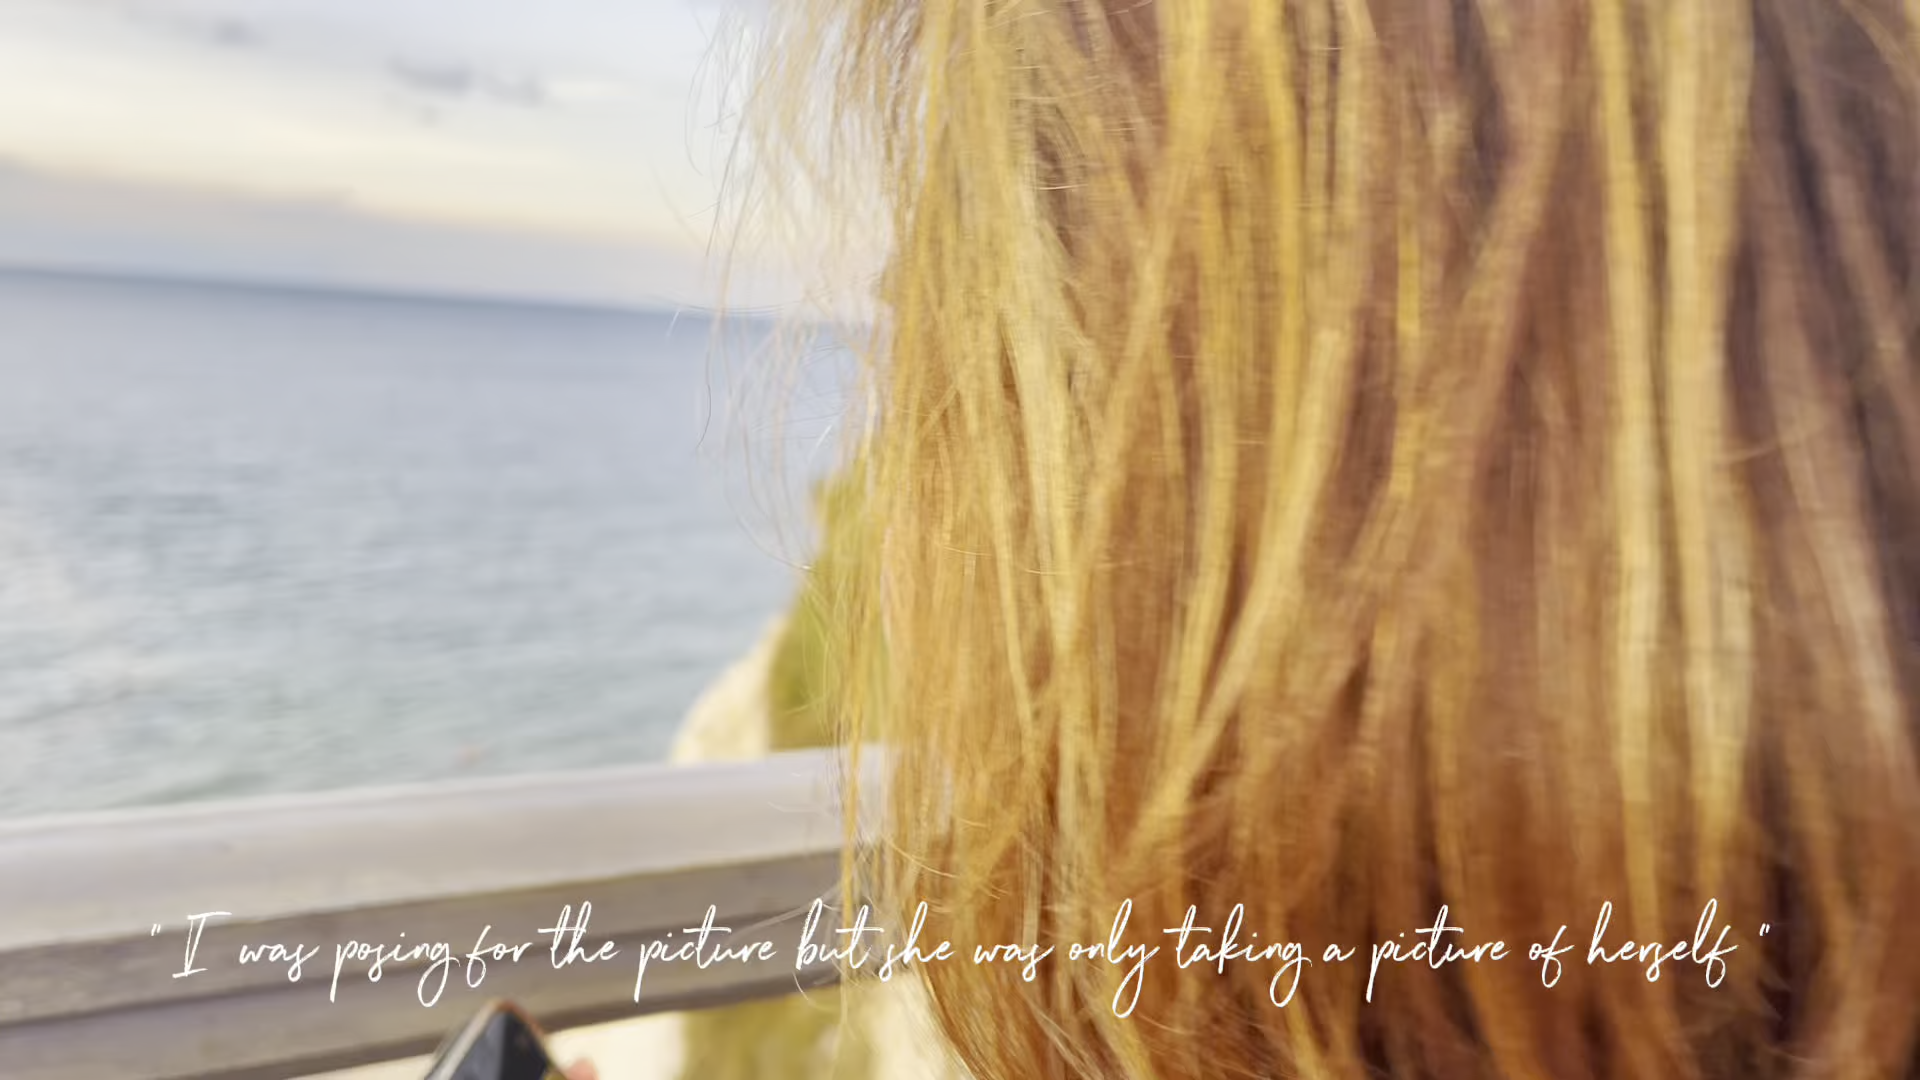 " I was posing for the picture but she was only taking a picture of herself "